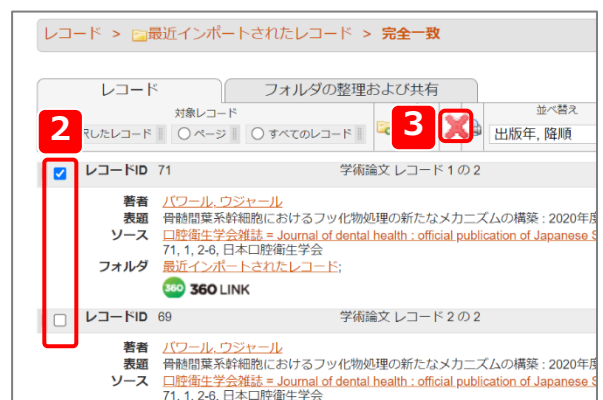 レコード > 最近インポートされたレコード > 完全一致
レコード フォルダの整理および共有
対象レコード 並べ替え
2 択したレコード ページ すべてのレコード 3 出版年, 降順
レコードID 71 学術論文 レコード 1 の 2
著者 パワール, ウジャール
表題 骨髄間葉系幹細胞におけるフッ化物処理の新たなメカニズムの構築 : 2020年度
ソース 口腔衛生学会雑誌 = Journal of dental health : official publication of Japanese S
71, 1, 2-6, 日本口腔衛生学会
フォルダ 最近インポートされたレコード;
360 360 LINK
レコードID 69 学術論文 レコード 2 の 2
著者 パワール, ウジャール
表題 骨髄間葉系幹細胞におけるフッ化物処理の新たなメカニズムの構築 : 2020年度
ソース 口腔衛生学会雑誌 = Journal of dental health : official publication of Japanese S
71, 1, 2-6, 日本口腔衛生学会